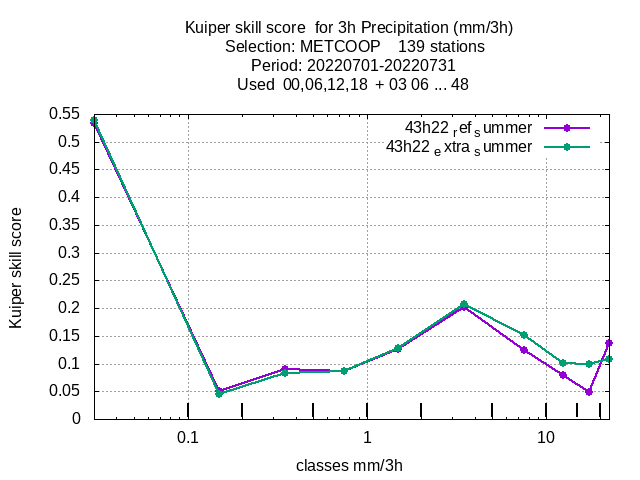 Kuiper skill score  for 3h Precipitation (mm/3h)
Selection: METCOOP    139 stations
Period: 20220701-20220731
Used  00,06,12,18  + 03 06 ... 48
43h22 ref summer
43h22 extra summer
0.55
0.5
0.45
0.4
0.35
0.3
0.25
0.2
0.15
0.1
0.05
0
Kuiper skill score
0.1 1 10
classes mm/3h